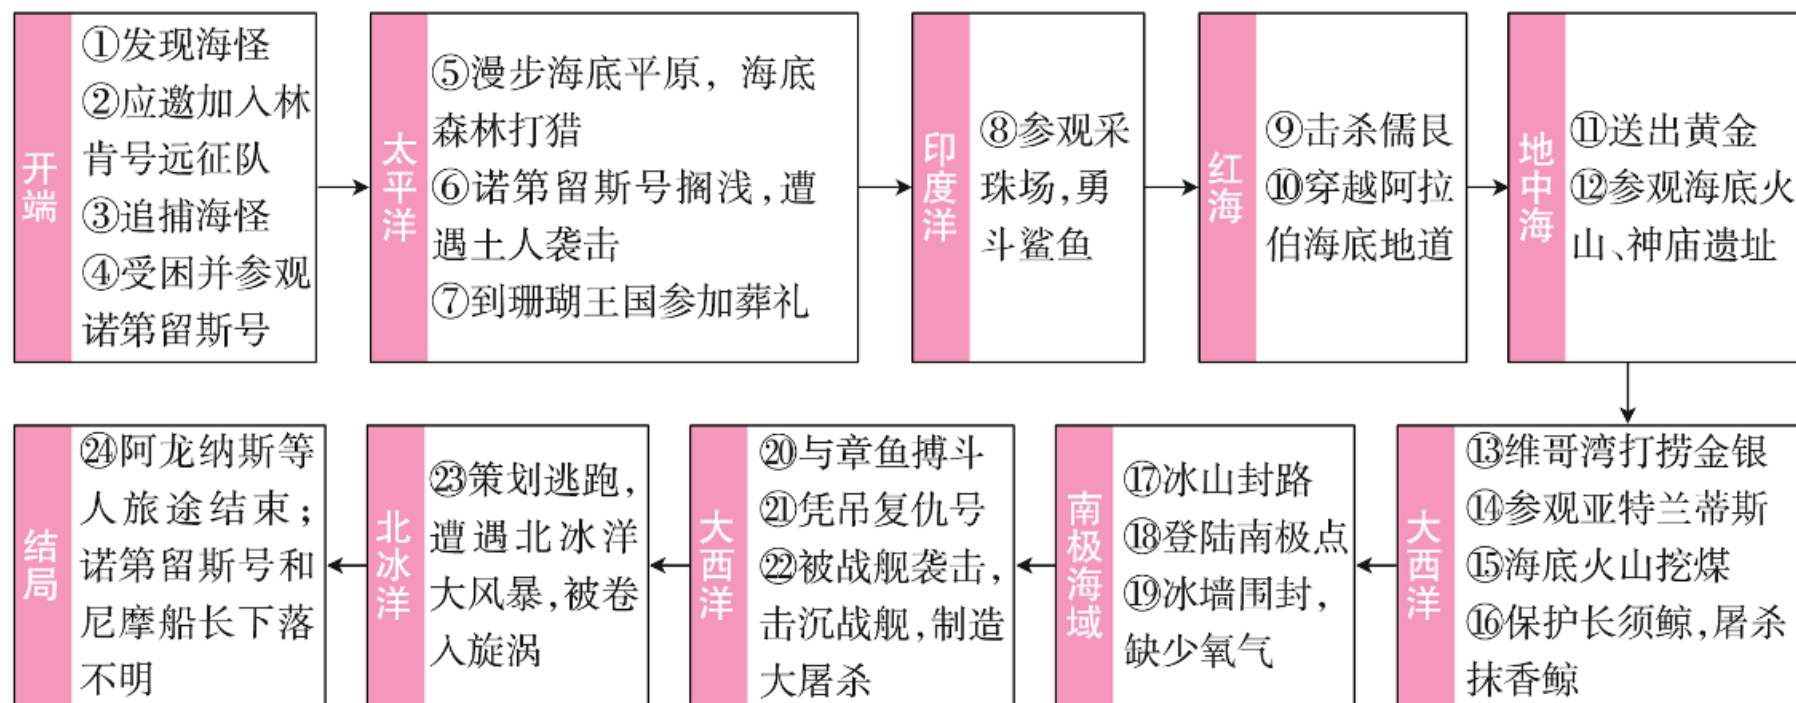 开端
①发现海怪
②应邀加入林
肯号远征队
③追捕海怪
④受困并参观
诺第留斯号
太平洋
⑤漫步海底平原，海底
森林打猎
⑥诺第留斯号搁浅，遭
遇土人袭击
⑦到珊瑚王国参加葬礼
印度洋
⑧参观采
珠场，勇
斗鲨鱼
红海
⑨击杀儒艮
⑩穿越阿拉
伯海底地道
地中海
⑪送出黄金
⑫参观海底火
山、神庙遗址
大西洋
⑬维哥湾打捞金银
⑭参观亚特兰蒂斯
⑮海底火山挖煤
⑯保护长须鲸，屠杀
抹香鲸
南极海域
⑰冰山封路
⑱登陆南极点
⑲冰墙围封，
缺少氧气
大西洋
⑳与章鱼搏斗
㉑凭吊复仇号
㉒被战舰袭击，
击沉战舰，制造
大屠杀
北冰洋
㉓策划逃跑，
遭遇北冰洋
大风暴，被卷
入旋涡
结局
㉔阿龙纳斯等
人旅途结束；
诺第留斯号和
尼摩船长下落
不明